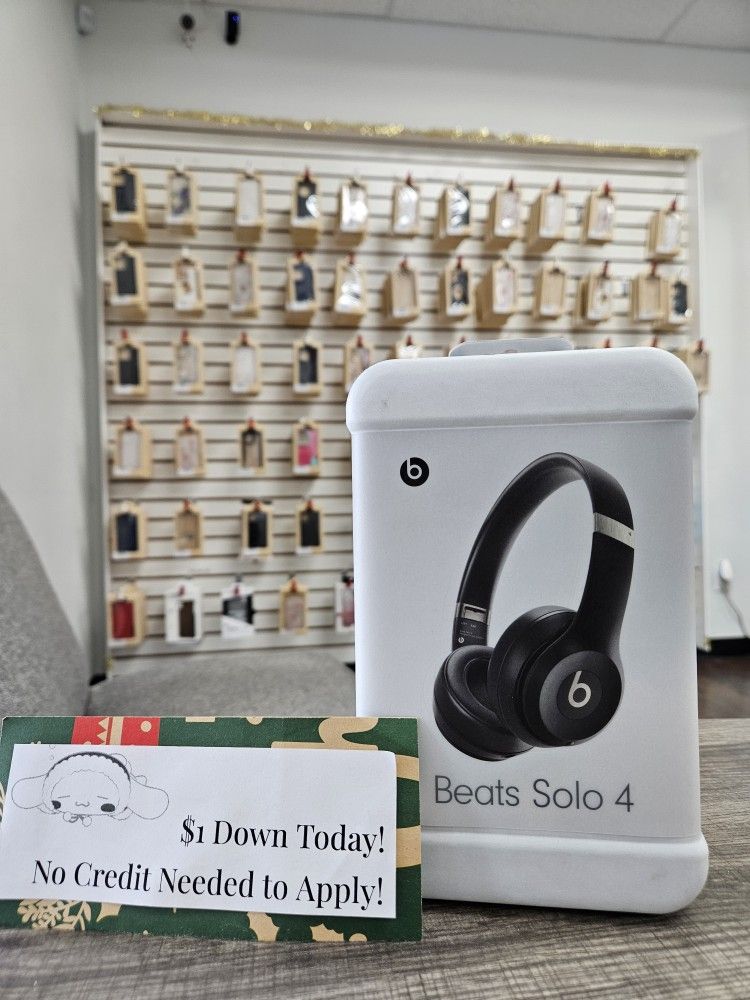 b
b
Beats Solo 4
$1 Down Today!
No Credit Needed to Apply!